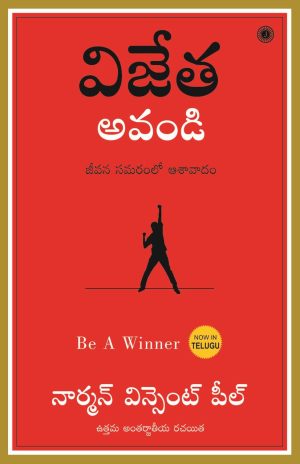 విజేత
అవండి
జీవన సమరంలో ఆశావాదం
Be A Winner
NOW IN
TELUGU
నార్మన్ విన్సెంట్ పీల్
ఉత్తమ అంతర్జాతీయ రచయిత